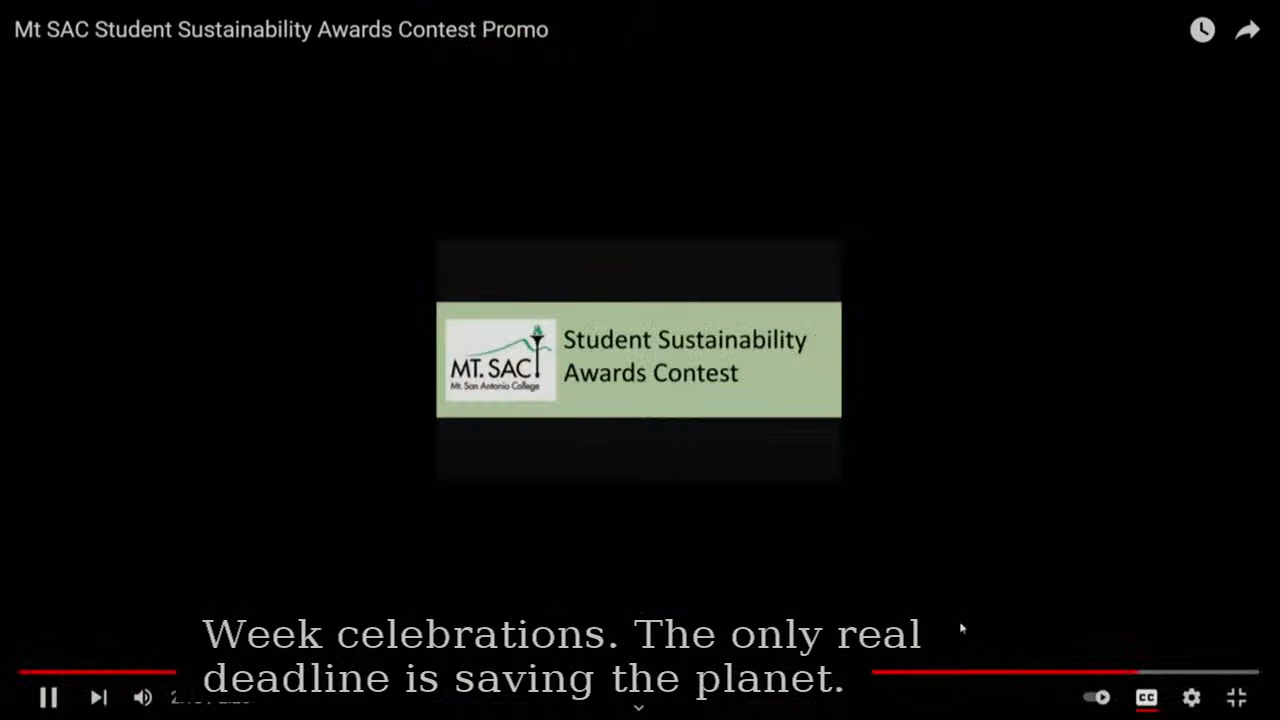 Mt SAC Student Sustainability Awards Contest Promo
Student Sustainability
Awards Contest
MT. SAC
Mt. San Antonio College
Week celebrations. The only real
deadline is saving the planet.
CC